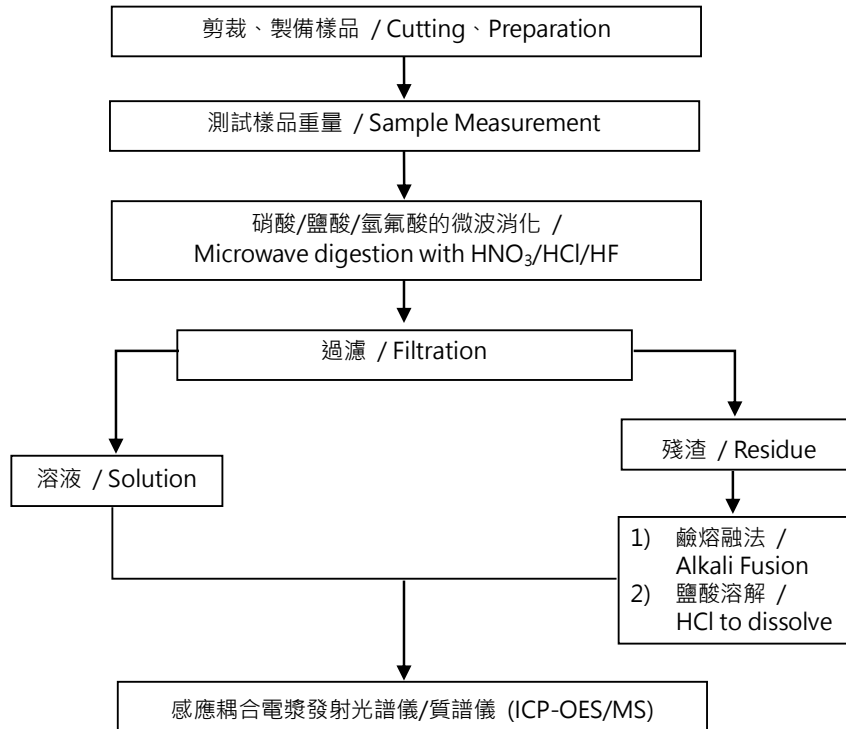 剪裁、製備樣品 / Cutting、Preparation
測試樣品重量 / Sample Measurement
硝酸/鹽酸/氫氟酸的微波消化 /
Microwave digestion with HNO₃/HCl/HF
過濾 / Filtration
溶液 / Solution
殘渣 / Residue
1) 鹼熔融法 /
Alkali Fusion
2) 鹽酸溶解 /
HCl to dissolve
感應耦合電漿發射光譜儀/質譜儀 (ICP-OES/MS)